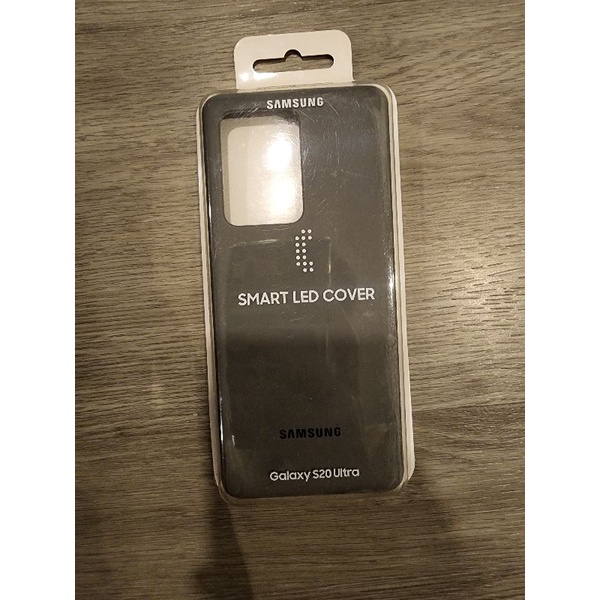 SAMSUNG
SMART LED COVER
SAMSUNG
Galaxy S20 Ultra